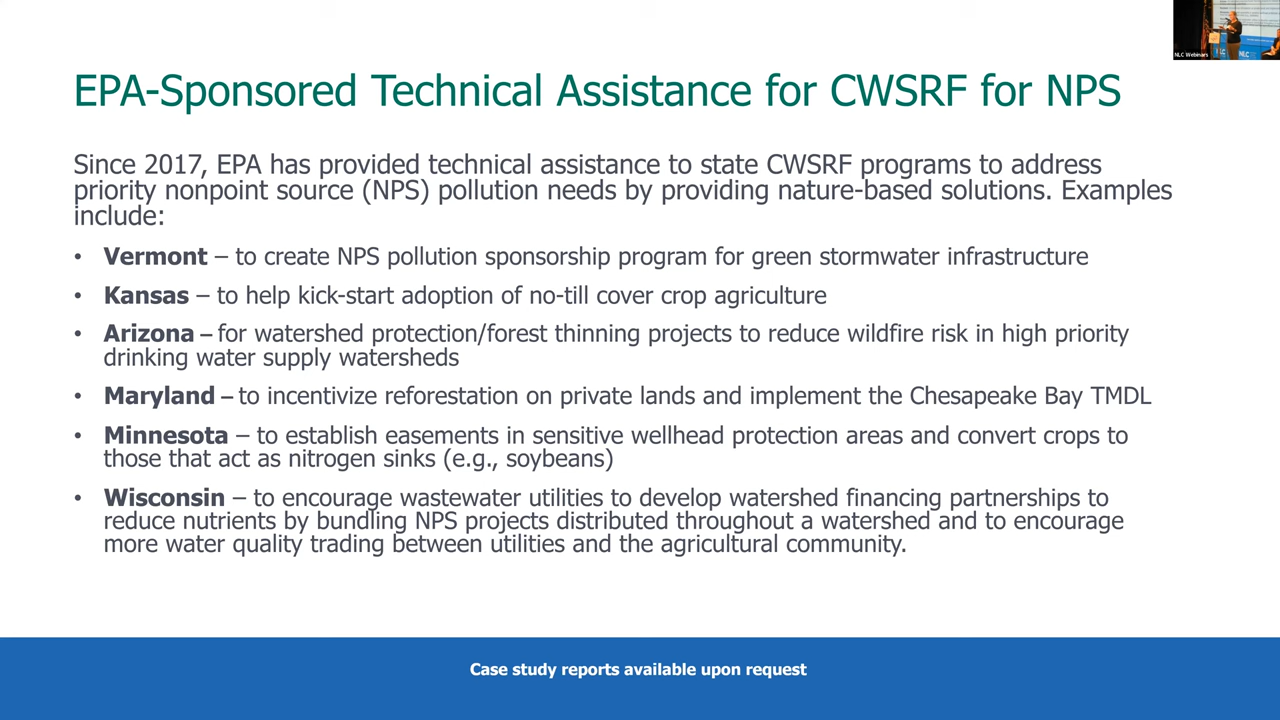 NLC Webinars
NLC
EPA-Sponsored Technical Assistance for CWSRF for NPS
Since 2017, EPA has provided technical assistance to state CWSRF programs to address
priority nonpoint source (NPS) pollution needs by providing nature-based solutions. Examples
include:
• Vermont – to create NPS pollution sponsorship program for green stormwater infrastructure
• Kansas – to help kick-start adoption of no-till cover crop agriculture
• Arizona – for watershed protection/forest thinning projects to reduce wildfire risk in high priority
drinking water supply watersheds
• Maryland – to incentivize reforestation on private lands and implement the Chesapeake Bay TMDL
• Minnesota – to establish easements in sensitive wellhead protection areas and convert crops to
those that act as nitrogen sinks (e.g., soybeans)
• Wisconsin – to encourage wastewater utilities to develop watershed financing partnerships to
reduce nutrients by bundling NPS projects distributed throughout a watershed and to encourage
more water quality trading between utilities and the agricultural community.
Case study reports available upon request